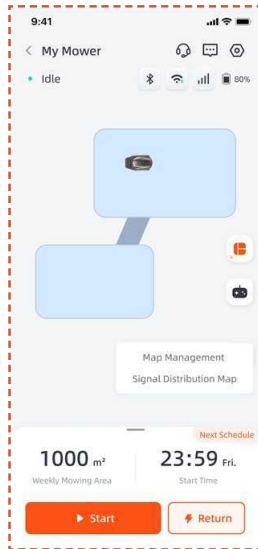 9:41
My Mower
Idle
80%
Map Management
Signal Distribution Map
Next Schedule
1000 m² 23:59 Fri.
Weekly Mowing Area Start Time
Start Return